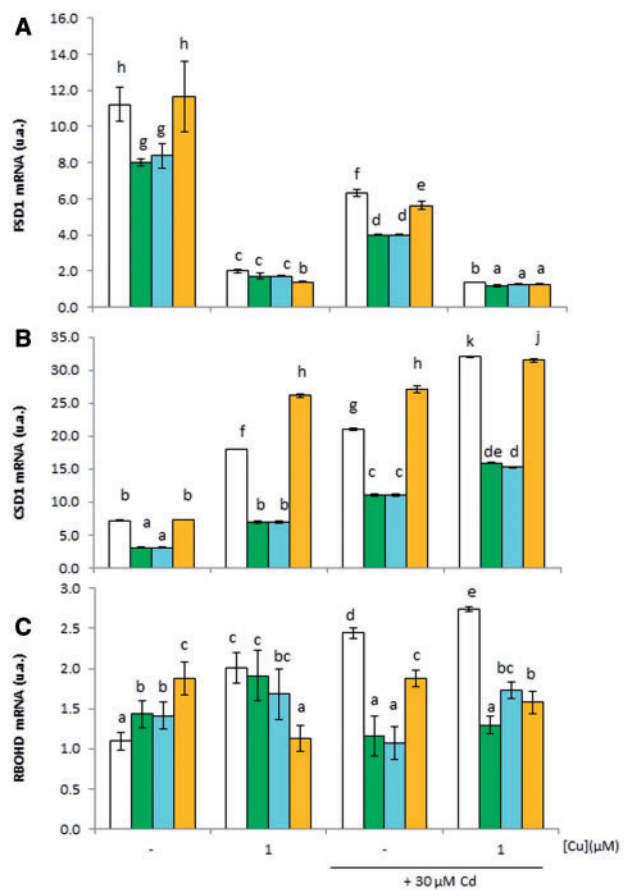 A
16.0
14.0
12.0
10.0
8.0
6.0
4.0
2.0
0.0
FSD1 mRNA (u.a.)
h g g h
c c c b
f d d e
b a a a
B
35.0
30.0
25.0
20.0
15.0
10.0
5.0
0.0
CSD1 mRNA (u.a.)
b a a b
f b b h
g c c h
k de d j
C
3.0
2.5
2.0
1.5
1.0
0.5
0.0
RBOHD mRNA (u.a.)
a b b c
c c bc a
d a a c
e a bc b
- 1 - 1 [Cu](µM)
+ 30 µM Cd